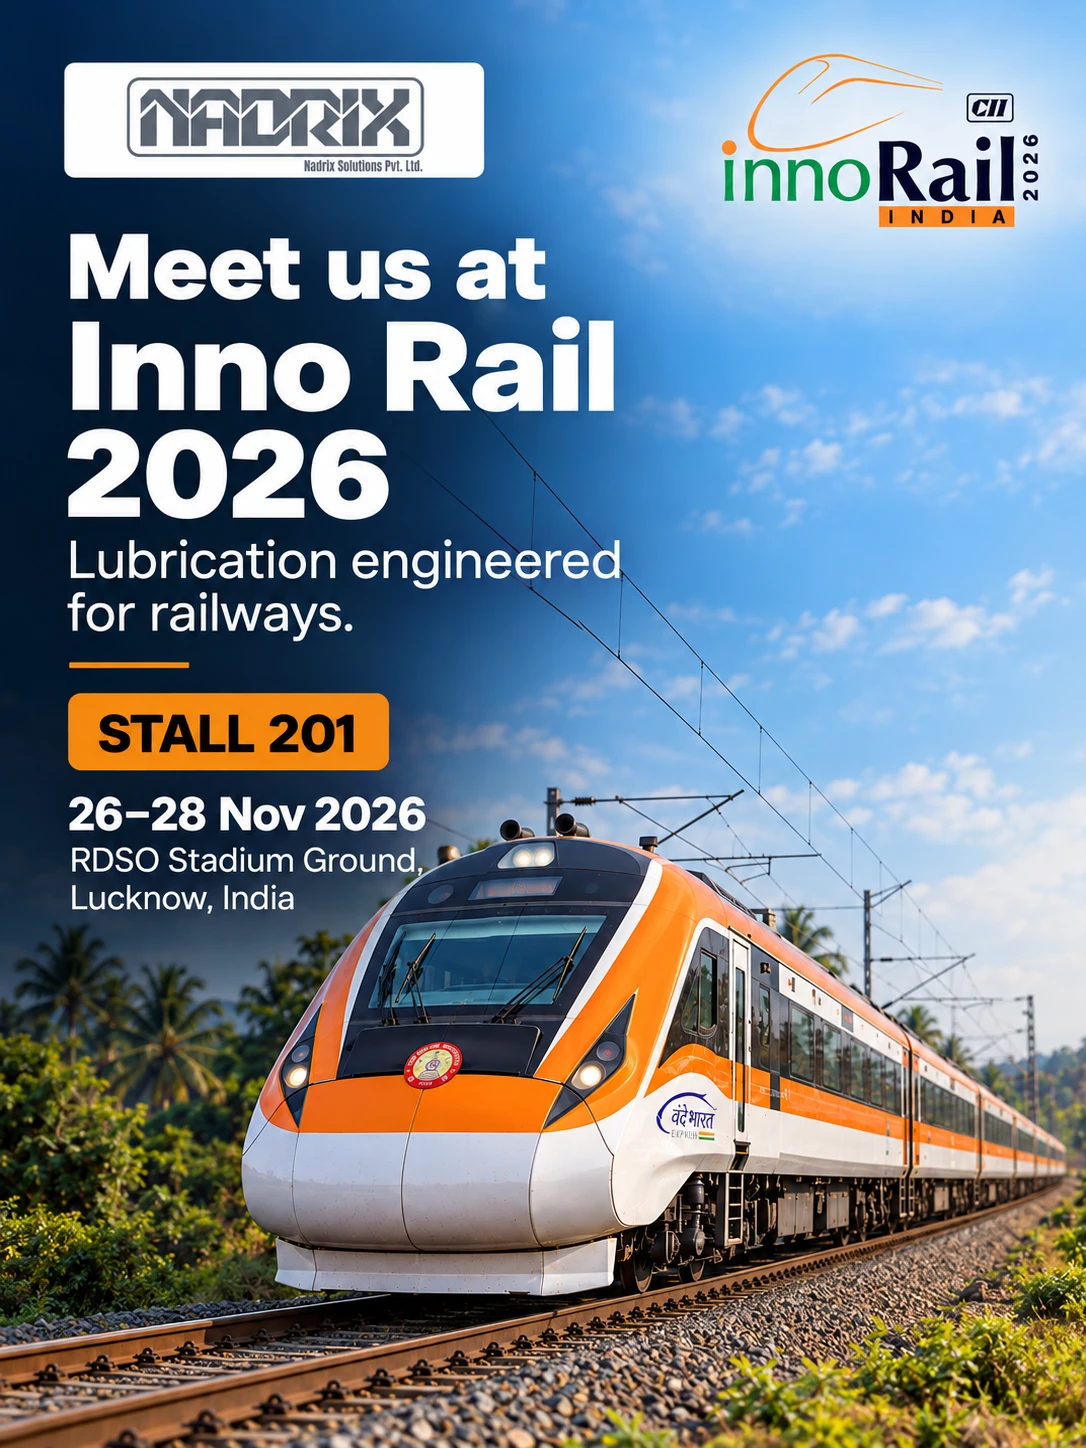 NADRIX
Nadrix Solutions Pvt. Ltd.
CII
innoRail
2026
INDIA
Meet us at
Inno Rail
2026
Lubrication engineered
for railways.
STALL 201
26–28 Nov 2026
RDSO Stadium Ground,
Lucknow, India
वंदे भारत
EXPRESS